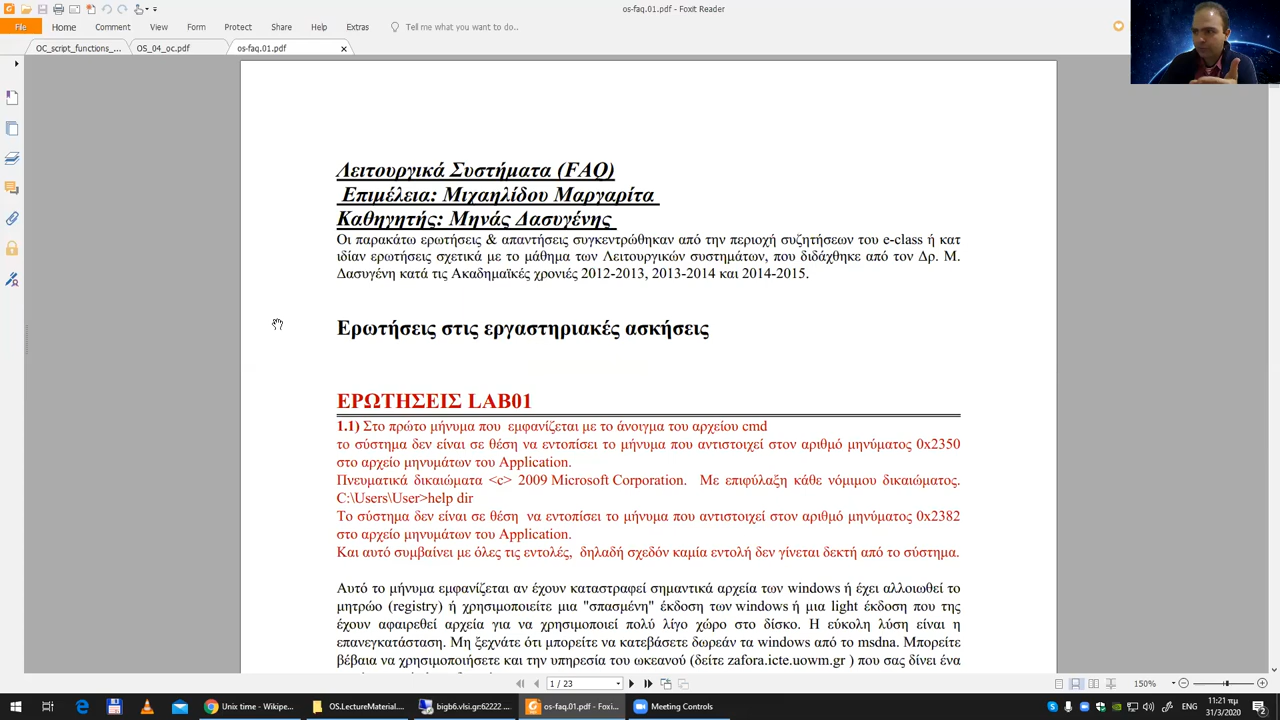 os-faq.01.pdf - Foxit Reader
File Home Comment View Form Protect Share Help Extras Tell me what you want to do..
OC_script_functions_... OS_04_oc.pdf os-faq.01.pdf
Λειτουργικά Συστήματα (FAQ)
Επιμέλεια: Μιχαηλίδου Μαργαρίτα
Καθηγητής: Μηνάς Δασυγένης
Οι παρακάτω ερωτήσεις & απαντήσεις συγκεντρώθηκαν από την περιοχή συζητήσεων του e-class ή κατ
ιδίαν ερωτήσεις σχετικά με το μάθημα των Λειτουργικών συστημάτων, που διδάχθηκε από τον Δρ. Μ.
Δασυγένη κατά τις Ακαδημαϊκές χρονιές 2012-2013, 2013-2014 και 2014-2015.
Ερωτήσεις στις εργαστηριακές ασκήσεις
ΕΡΩΤΗΣΕΙΣ LAB01
1.1) Στο πρώτο μήνυμα που εμφανίζεται με το άνοιγμα του αρχείου cmd
το σύστημα δεν είναι σε θέση να εντοπίσει το μήνυμα που αντιστοιχεί στον αριθμό μηνύματος 0x2350
στο αρχείο μηνυμάτων του Application.
Πνευματικά δικαιώματα <c> 2009 Microsoft Corporation. Με επιφύλαξη κάθε νόμιμου δικαιώματος.
C:\Users\User>help dir
Το σύστημα δεν είναι σε θέση να εντοπίσει το μήνυμα που αντιστοιχεί στον αριθμό μηνύματος 0x2382
στο αρχείο μηνυμάτων του Application.
Και αυτό συμβαίνει με όλες τις εντολές, δηλαδή σχεδόν καμία εντολή δεν γίνεται δεκτή από το σύστημα.
Αυτό το μήνυμα εμφανίζεται αν έχουν καταστραφεί σημαντικά αρχεία των windows ή έχει αλλοιωθεί το
μητρώο (registry) ή χρησιμοποιείτε μια "σπασμένη" έκδοση των windows ή μια light έκδοση που της
έχουν αφαιρεθεί αρχεία για να χρησιμοποιεί πολύ λίγο χώρο στο δίσκο. Η εύκολη λύση είναι η
επανεγκατάσταση. Μη ξεχνάτε ότι μπορείτε να κατεβάσετε δωρεάν τα windows από το msdna. Μπορείτε
βέβαια να χρησιμοποιήσετε και την υπηρεσία του ωκεανού (δείτε zafora.icte.uowm.gr ) που σας δίνει ένα
1 / 23 150%
Unix time - Wikipe... OS.LectureMaterial... bigb6.vlsi.gr:62222 ... os-faq.01.pdf - Foxi... Meeting Controls ENG 11:21 πμ
31/3/2020